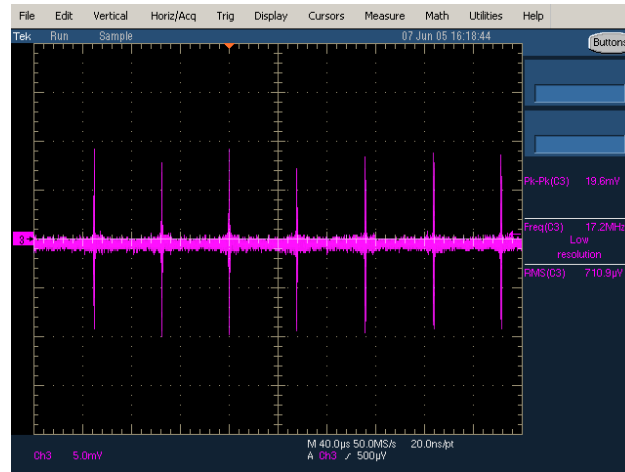 File Edit Vertical Horiz/Acq Trig Display Cursors Measure Math Utilities Help
Tek Run Sample 07 Jun 05 16:18:44
Buttons
Pk-Pk(C3) 19.6mV
3
Freq(C3) 17.2MHz
Low
resolution
RMS(C3) 710.9µV
M 40.0µs 50.0MS/s 20.0ns/pt
Ch3 5.0mV A Ch3 / 500µV